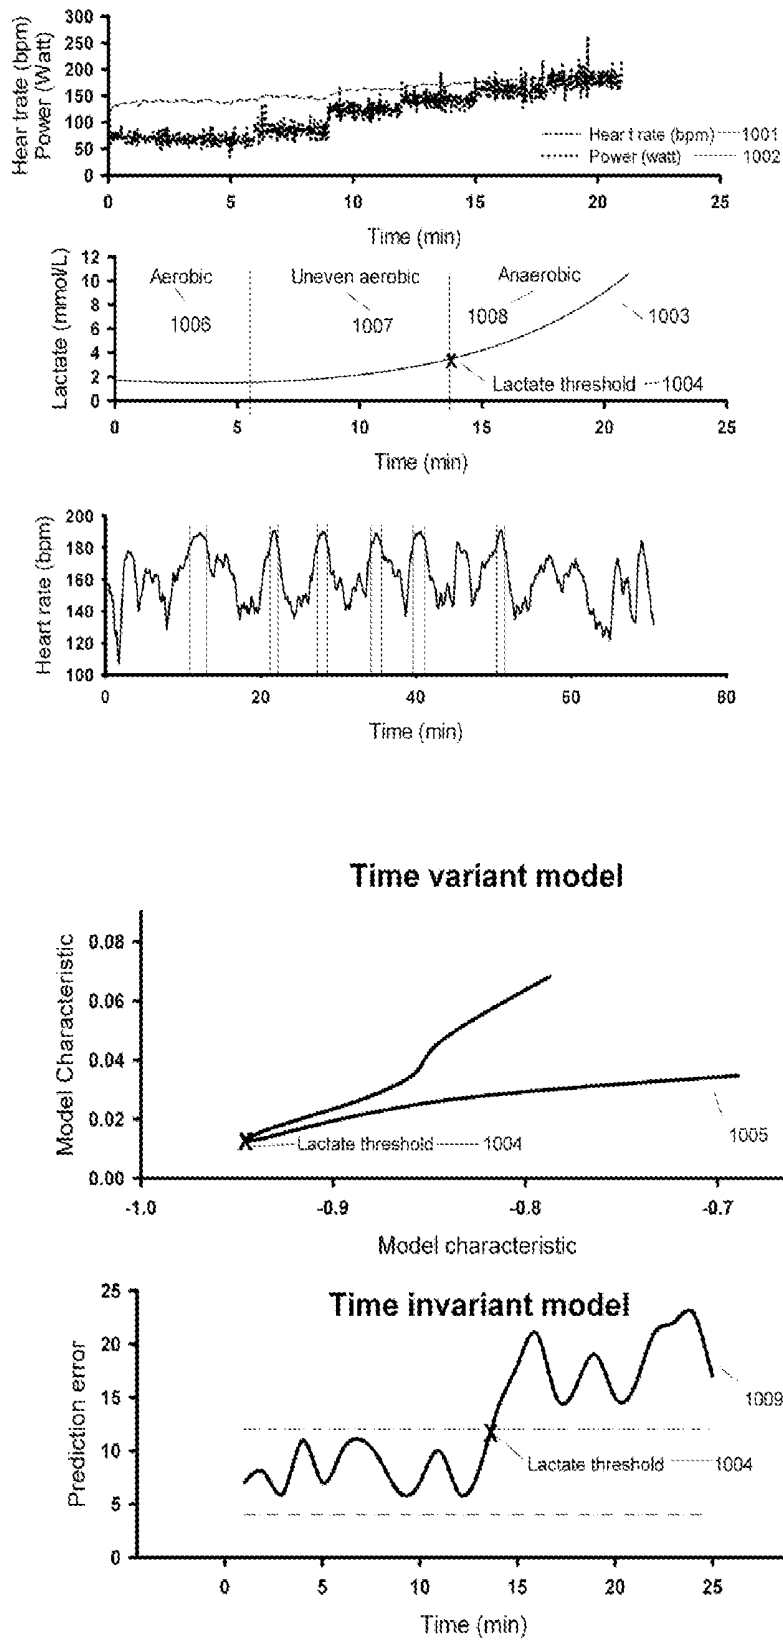 300
250
200
150
100
50
0
Hear trate (bpm)
Power (Watt)
Hear t rate (bpm) 1001
Power (watt) 1002
0 5 10 15 20 25
Time (min)
12
10
8
6
4
2
0
Lactate (mmol/L)
Aerobic Uneven aerobic Anaerobic
1006 1007 1008 1003
Lactate threshold 1004
0 5 10 15 20 25
Time (min)
200
180
160
140
120
100
Heart rate (bpm)
0 20 40 60 80
Time (min)
Time variant model
0.08
0.06
0.04
0.02
0.00
Model Characteristic
Lactate threshold 1004
1005
-1.0 -0.9 -0.8 -0.7
Model characteristic
Time invariant model
25
20
15
10
5
0
Prediction error
1009
Lactate threshold 1004
0 5 10 15 20 25
Time (min)